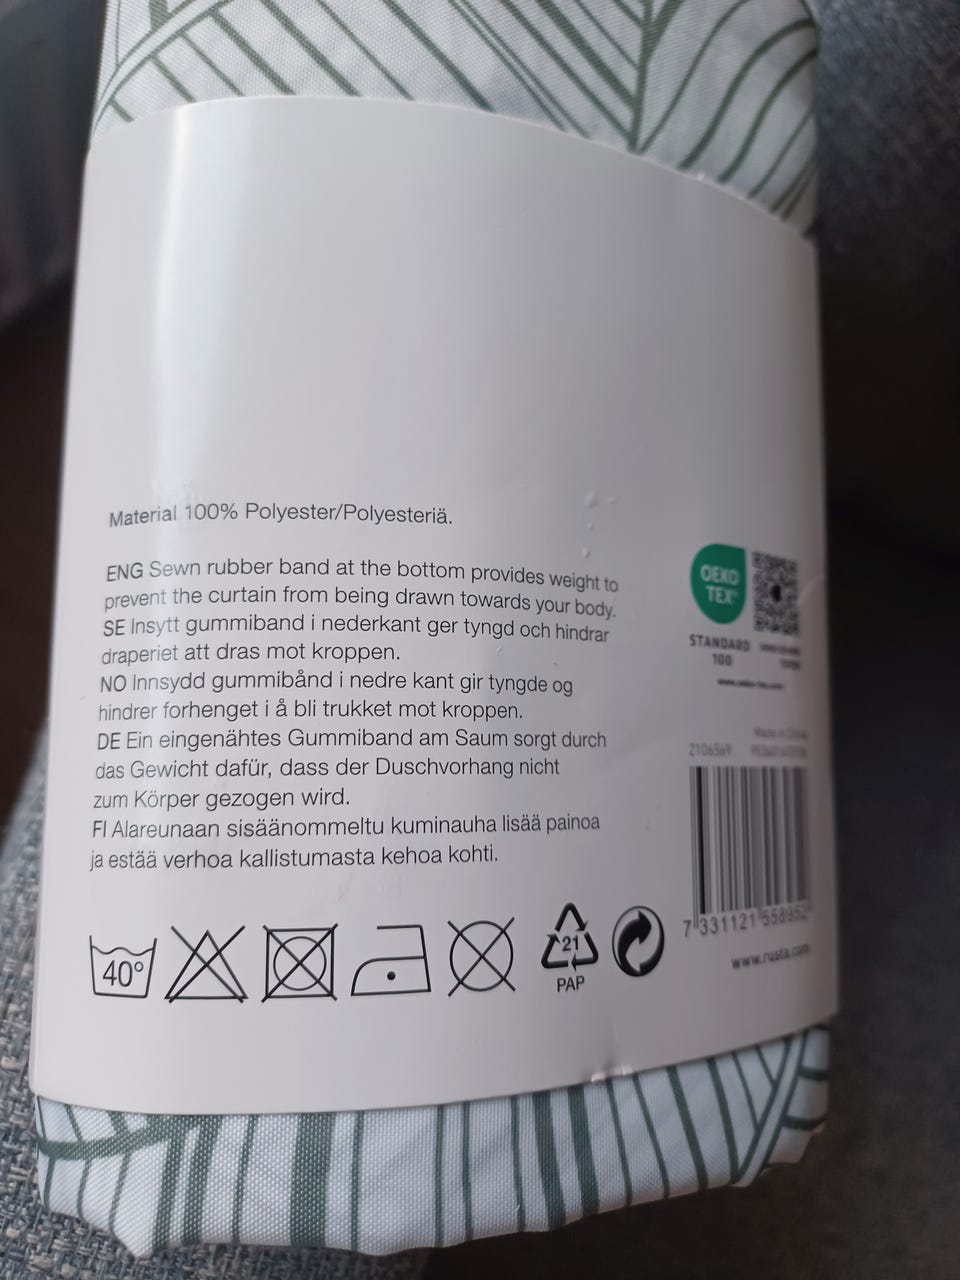 Material 100% Polyester/Polyesteriä.
ENG Sewn rubber band at the bottom provides weight to
prevent the curtain from being drawn towards your body.
SE Insytt gummiband i nederkant ger tyngd och hindrar
draperiet att dras mot kroppen.
NO Innsydd gummibånd i nedre kant gir tyngde og
hindrer forhenget i å bli trukket mot kroppen.
DE Ein eingenähtes Gummiband am Saum sorgt durch
das Gewicht dafür, dass der Duschvorhang nicht
zum Körper gezogen wird.
FI Alareunaan sisäänommeltu kuminauha lisää painoa
ja estää verhoa kallistumasta kehoa kohti.
OEKO
TEX®
STANDARD
100
www.oeko-tex.com
Made in China
2106569
7 331121 558952
www.rusta.com
40°
21
PAP